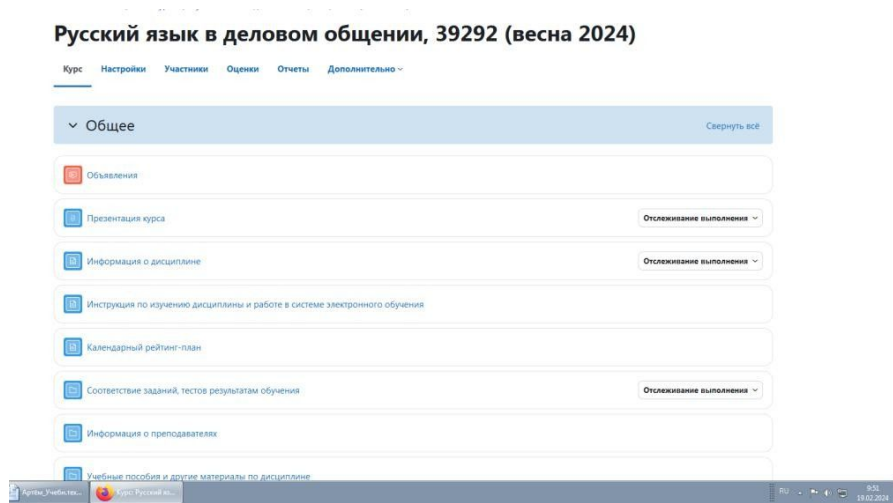 Русский язык в деловом общении, 39292 (весна 2024)
Курс Настройки Участники Оценки Отчеты Дополнительно
Общее Свернуть всё
Объявления
Презентация курса Отслеживание выполнения
Информация о дисциплине Отслеживание выполнения
Инструкция по изучению дисциплины и работе в системе электронного обучения
Календарный рейтинг-план
Соответствие заданий, тестов результатам обучения Отслеживание выполнения
Информация о преподавателях
Учебные пособия и другие материалы по дисциплине
Курс: Русский яз... RU 9:51
19.02.2024